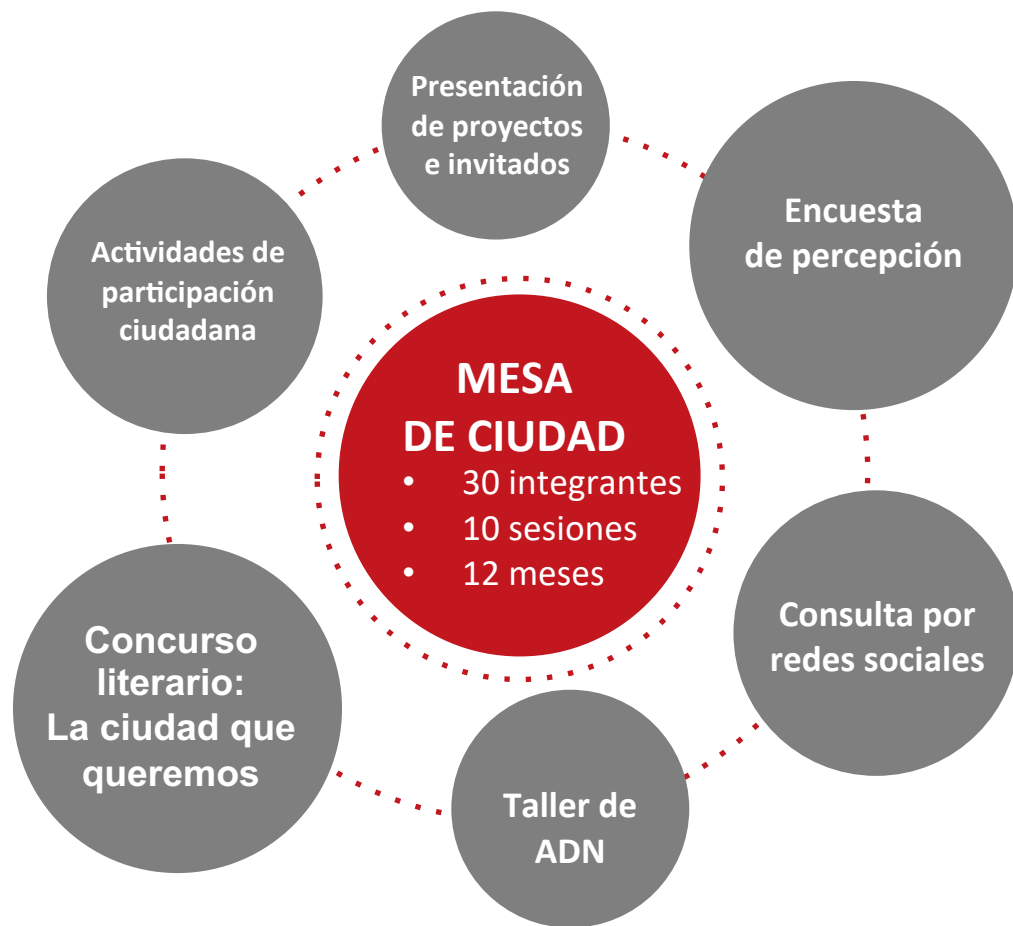 Presentación
de proyectos
e invitados
Encuesta
de percepción
Actividades de
participación
ciudadana
MESA
DE CIUDAD
• 30 integrantes
• 10 sesiones
• 12 meses
Consulta por
redes sociales
Concurso
literario:
La ciudad que
queremos
Taller de
ADN